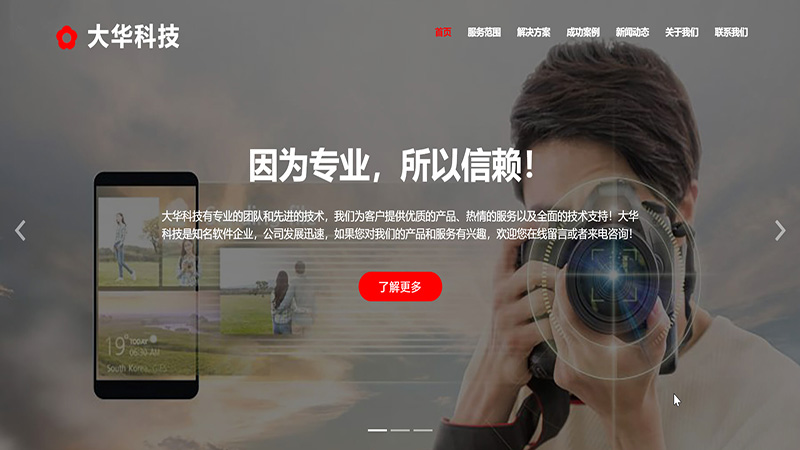 大华科技
首页 服务范围 解决方案 成功案例 新闻动态 关于我们 联系我们
因为专业，所以信赖！
大华科技有专业的团队和先进的技术，我们为客户提供优质的产品、热情的服务以及全面的技术支持！大华
科技是知名软件企业，公司发展迅速，如果您对我们的产品和服务有兴趣，欢迎您在线留言或者来电咨询！
了解更多
19° TODAY
06:30 AM
South Korea,